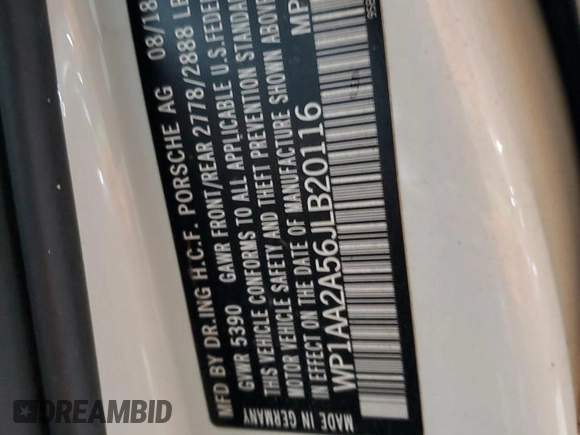 MFD BY DR.ING H.C.F. PORSCHE AG 08/18
GVWR 5390 GAWR FRONT/REAR 2778/2888 LB
THIS VEHICLE CONFORMS TO ALL APPLICABLE U.S.FEDER
MOTOR VEHICLE SAFETY AND THEFT PREVENTION STANDAR
IN EFFECT ON THE DATE OF MANUFACTURE SHOWN ABOVE
WP1AA2A56JLB20116 MP
MADE IN GERMANY
DREAMBID